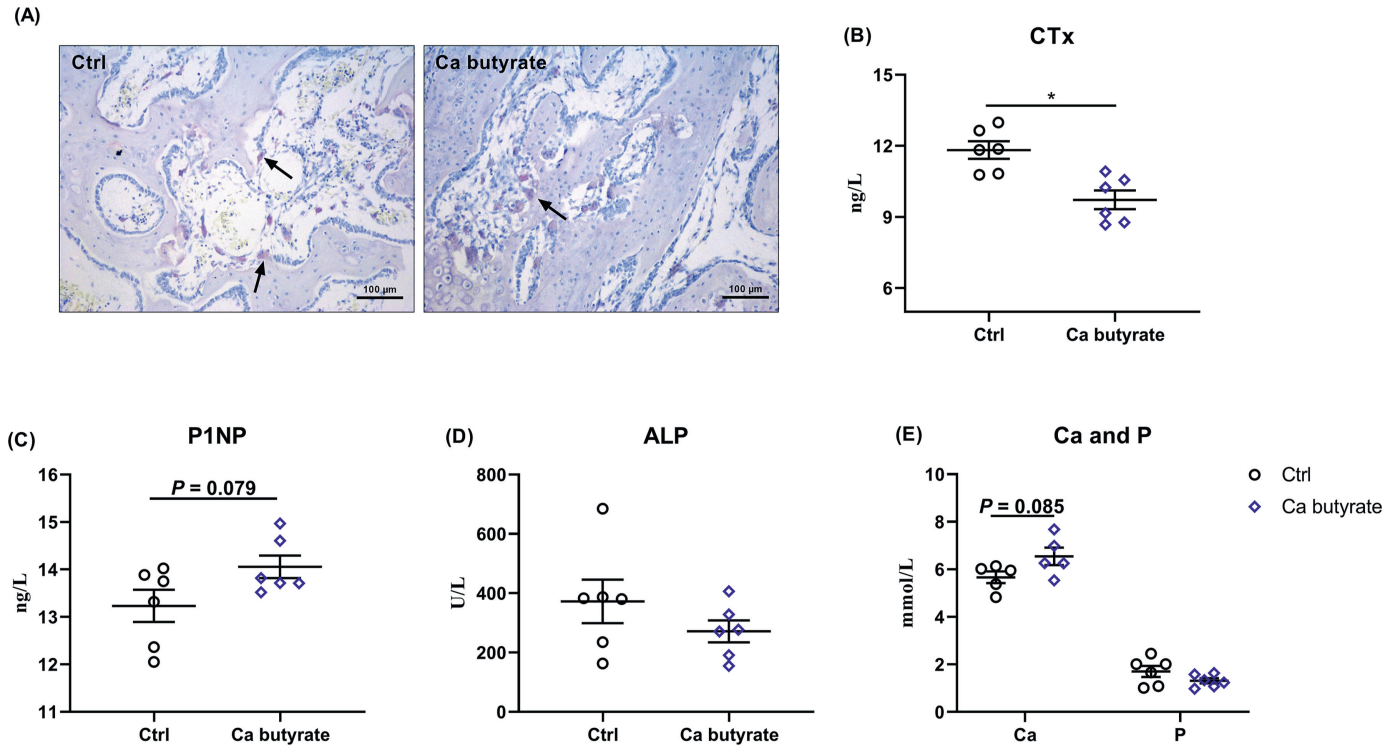 (A)
Ctrl
100 µm
Ca butyrate
100 µm
(B)
CTx
ng/L
15
12
9
6
*
Ctrl
Ca butyrate
(C)
P1NP
ng/L
16
15
14
13
12
11
P = 0.079
Ctrl
Ca butyrate
(D)
ALP
U/L
800
600
400
200
0
Ctrl
Ca butyrate
(E)
Ca and P
mmol/L
10
8
6
4
2
0
P = 0.085
Ca
P
Ctrl
Ca butyrate